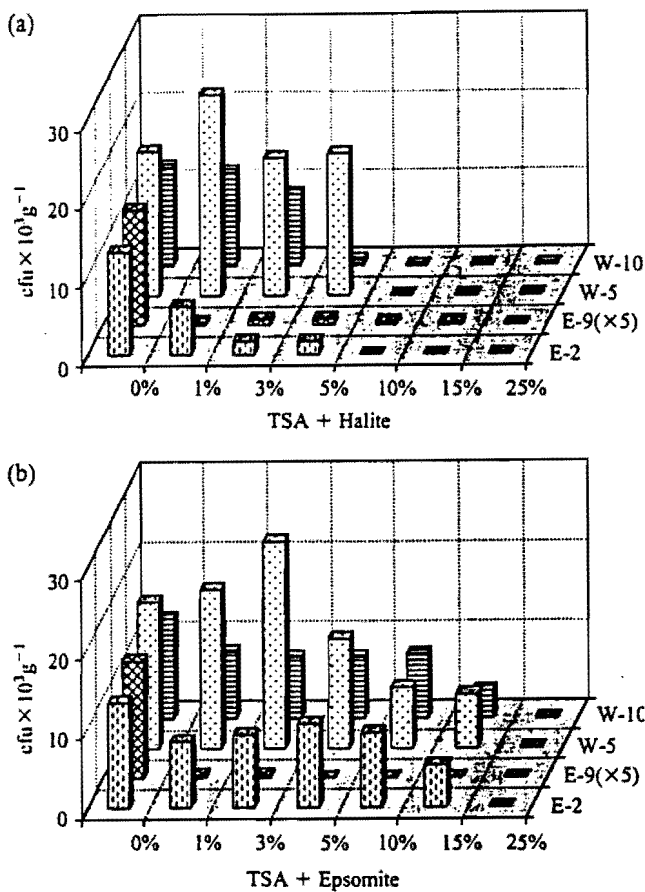 (a)
30
20
10
0
cfu × 10³g⁻¹
W-10
W-5
E-9(×5)
E-2
0% 1% 3% 5% 10% 15% 25%
TSA + Halite
(b)
30
20
10
0
cfu × 10³g⁻¹
W-10
W-5
E-9(×5)
E-2
0% 1% 3% 5% 10% 15% 25%
TSA + Epsomite